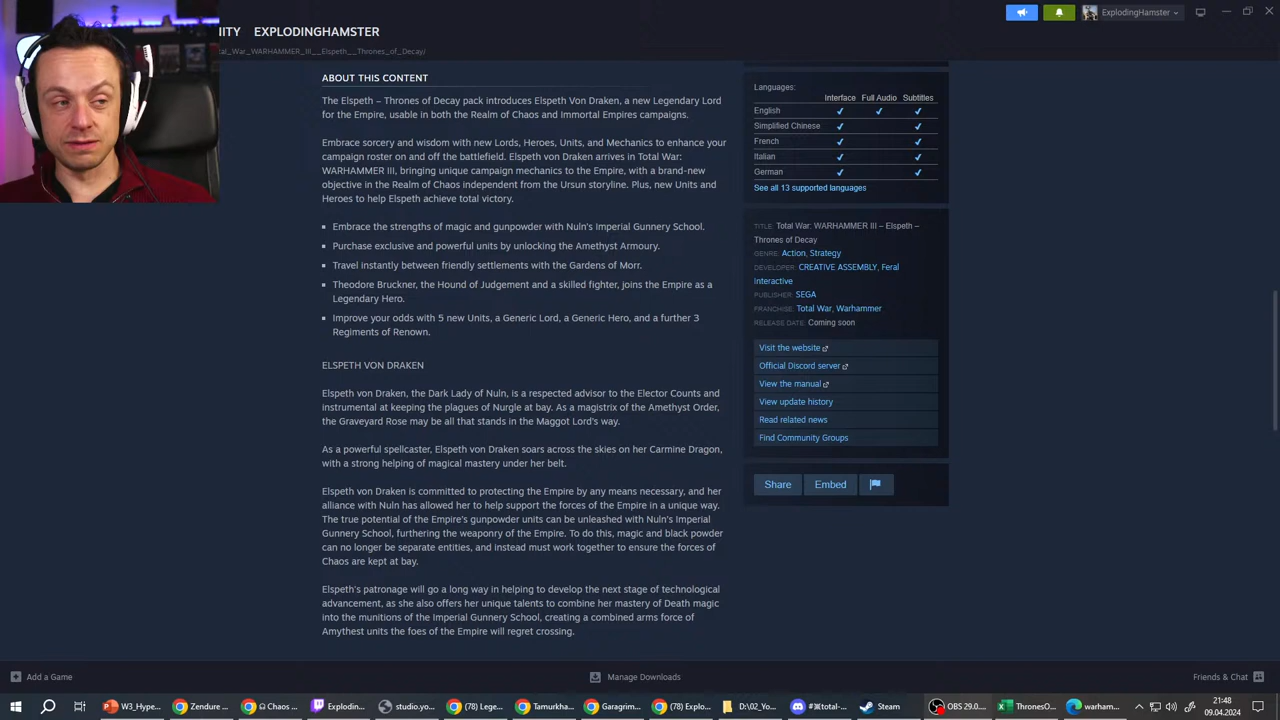 NITY EXPLODINGHAMSTER
ExplodingHamster
tal_War_WARHAMMER_III__Elspeth__Thrones_of_Decay/
ABOUT THIS CONTENT
The Elspeth – Thrones of Decay pack introduces Elspeth Von Draken, a new Legendary Lord
for the Empire, usable in both the Realm of Chaos and Immortal Empires campaigns.
Embrace sorcery and wisdom with new Lords, Heroes, Units, and Mechanics to enhance your
campaign roster on and off the battlefield. Elspeth von Draken arrives in Total War:
WARHAMMER III, bringing unique campaign mechanics to the Empire, with a brand-new
objective in the Realm of Chaos independent from the Ursun storyline. Plus, new Units and
Heroes to help Elspeth achieve total victory.
Embrace the strengths of magic and gunpowder with Nuln's Imperial Gunnery School.
Purchase exclusive and powerful units by unlocking the Amethyst Armoury.
Travel instantly between friendly settlements with the Gardens of Morr.
Theodore Bruckner, the Hound of Judgement and a skilled fighter, joins the Empire as a
Legendary Hero.
Improve your odds with 5 new Units, a Generic Lord, a Generic Hero, and a further 3
Regiments of Renown.
ELSPETH VON DRAKEN
Elspeth von Draken, the Dark Lady of Nuln, is a respected advisor to the Elector Counts and
instrumental at keeping the plagues of Nurgle at bay. As a magistrix of the Amethyst Order,
the Graveyard Rose may be all that stands in the Maggot Lord's way.
As a powerful spellcaster, Elspeth von Draken soars across the skies on her Carmine Dragon,
with a strong helping of magical mastery under her belt.
Elspeth von Draken is committed to protecting the Empire by any means necessary, and her
alliance with Nuln has allowed her to help support the forces of the Empire in a unique way.
The true potential of the Empire's gunpowder units can be unleashed with Nuln's Imperial
Gunnery School, furthering the weaponry of the Empire. To do this, magic and black powder
can no longer be separate entities, and instead must work together to ensure the forces of
Chaos are kept at bay.
Elspeth's patronage will go a long way in helping to develop the next stage of technological
advancement, as she also offers her unique talents to combine her mastery of Death magic
into the munitions of the Imperial Gunnery School, creating a combined arms force of
Amythest units the foes of the Empire will regret crossing.
Languages:
Interface Full Audio Subtitles
English ✔ ✔ ✔
Simplified Chinese ✔ ✔
French ✔ ✔
Italian ✔ ✔
German ✔ ✔
See all 13 supported languages
TITLE: Total War: WARHAMMER III – Elspeth –
Thrones of Decay
GENRE: Action, Strategy
DEVELOPER: CREATIVE ASSEMBLY, Feral
Interactive
PUBLISHER: SEGA
FRANCHISE: Total War, Warhammer
RELEASE DATE: Coming soon
Visit the website
Official Discord server
View the manual
View update history
Read related news
Find Community Groups
Share Embed
Add a Game Manage Downloads Friends & Chat
W3_Hype... Zendure ... Ω Chaos ... Explodin... studio.yo... (78) Lege... Tamurkha... Garagrim... (78) Explo... D:\02_Yo... #⌘total-... Steam OBS 29.0... ThronesO... warham...
21:48
09.04.2024